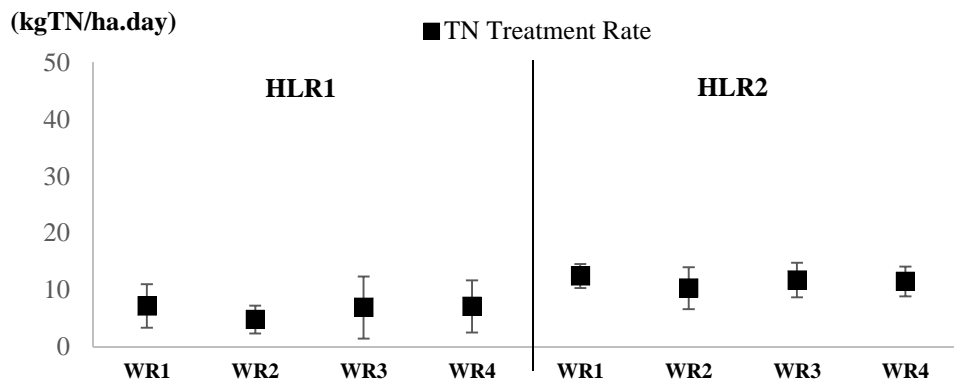 (kgTN/ha.day)
TN Treatment Rate
HLR1
HLR2
50
40
30
20
10
0
WR1 WR2 WR3 WR4 WR1 WR2 WR3 WR4